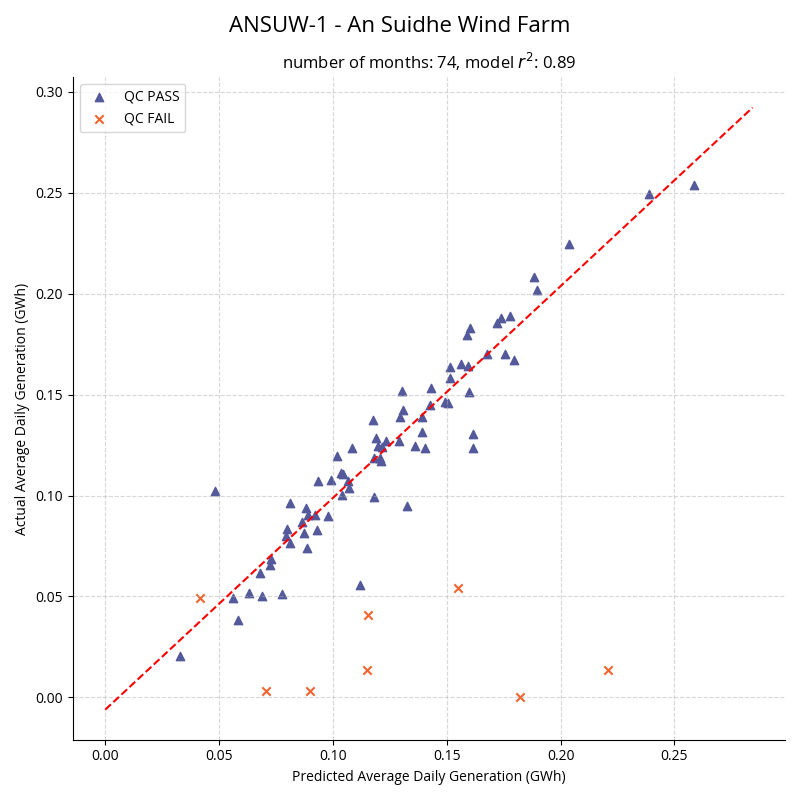 ANSUW-1 - An Suidhe Wind Farm
number of months: 74, model r²: 0.89
QC PASS
QC FAIL
0.30
0.25
0.20
0.15
0.10
0.05
0.00
Actual Average Daily Generation (GWh)
0.00 0.05 0.10 0.15 0.20 0.25
Predicted Average Daily Generation (GWh)